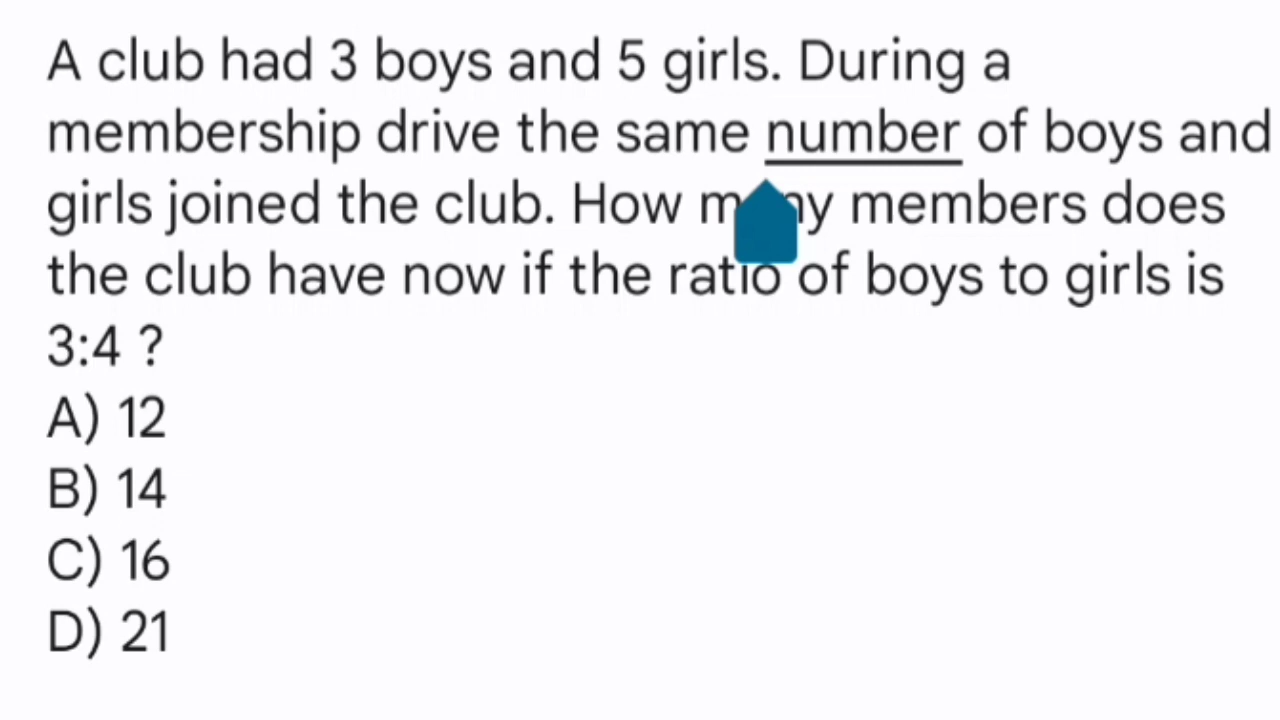 A club had 3 boys and 5 girls. During a
membership drive the same number of boys and
girls joined the club. How many members does
the club have now if the ratio of boys to girls is
3:4 ?
A) 12
B) 14
C) 16
D) 21